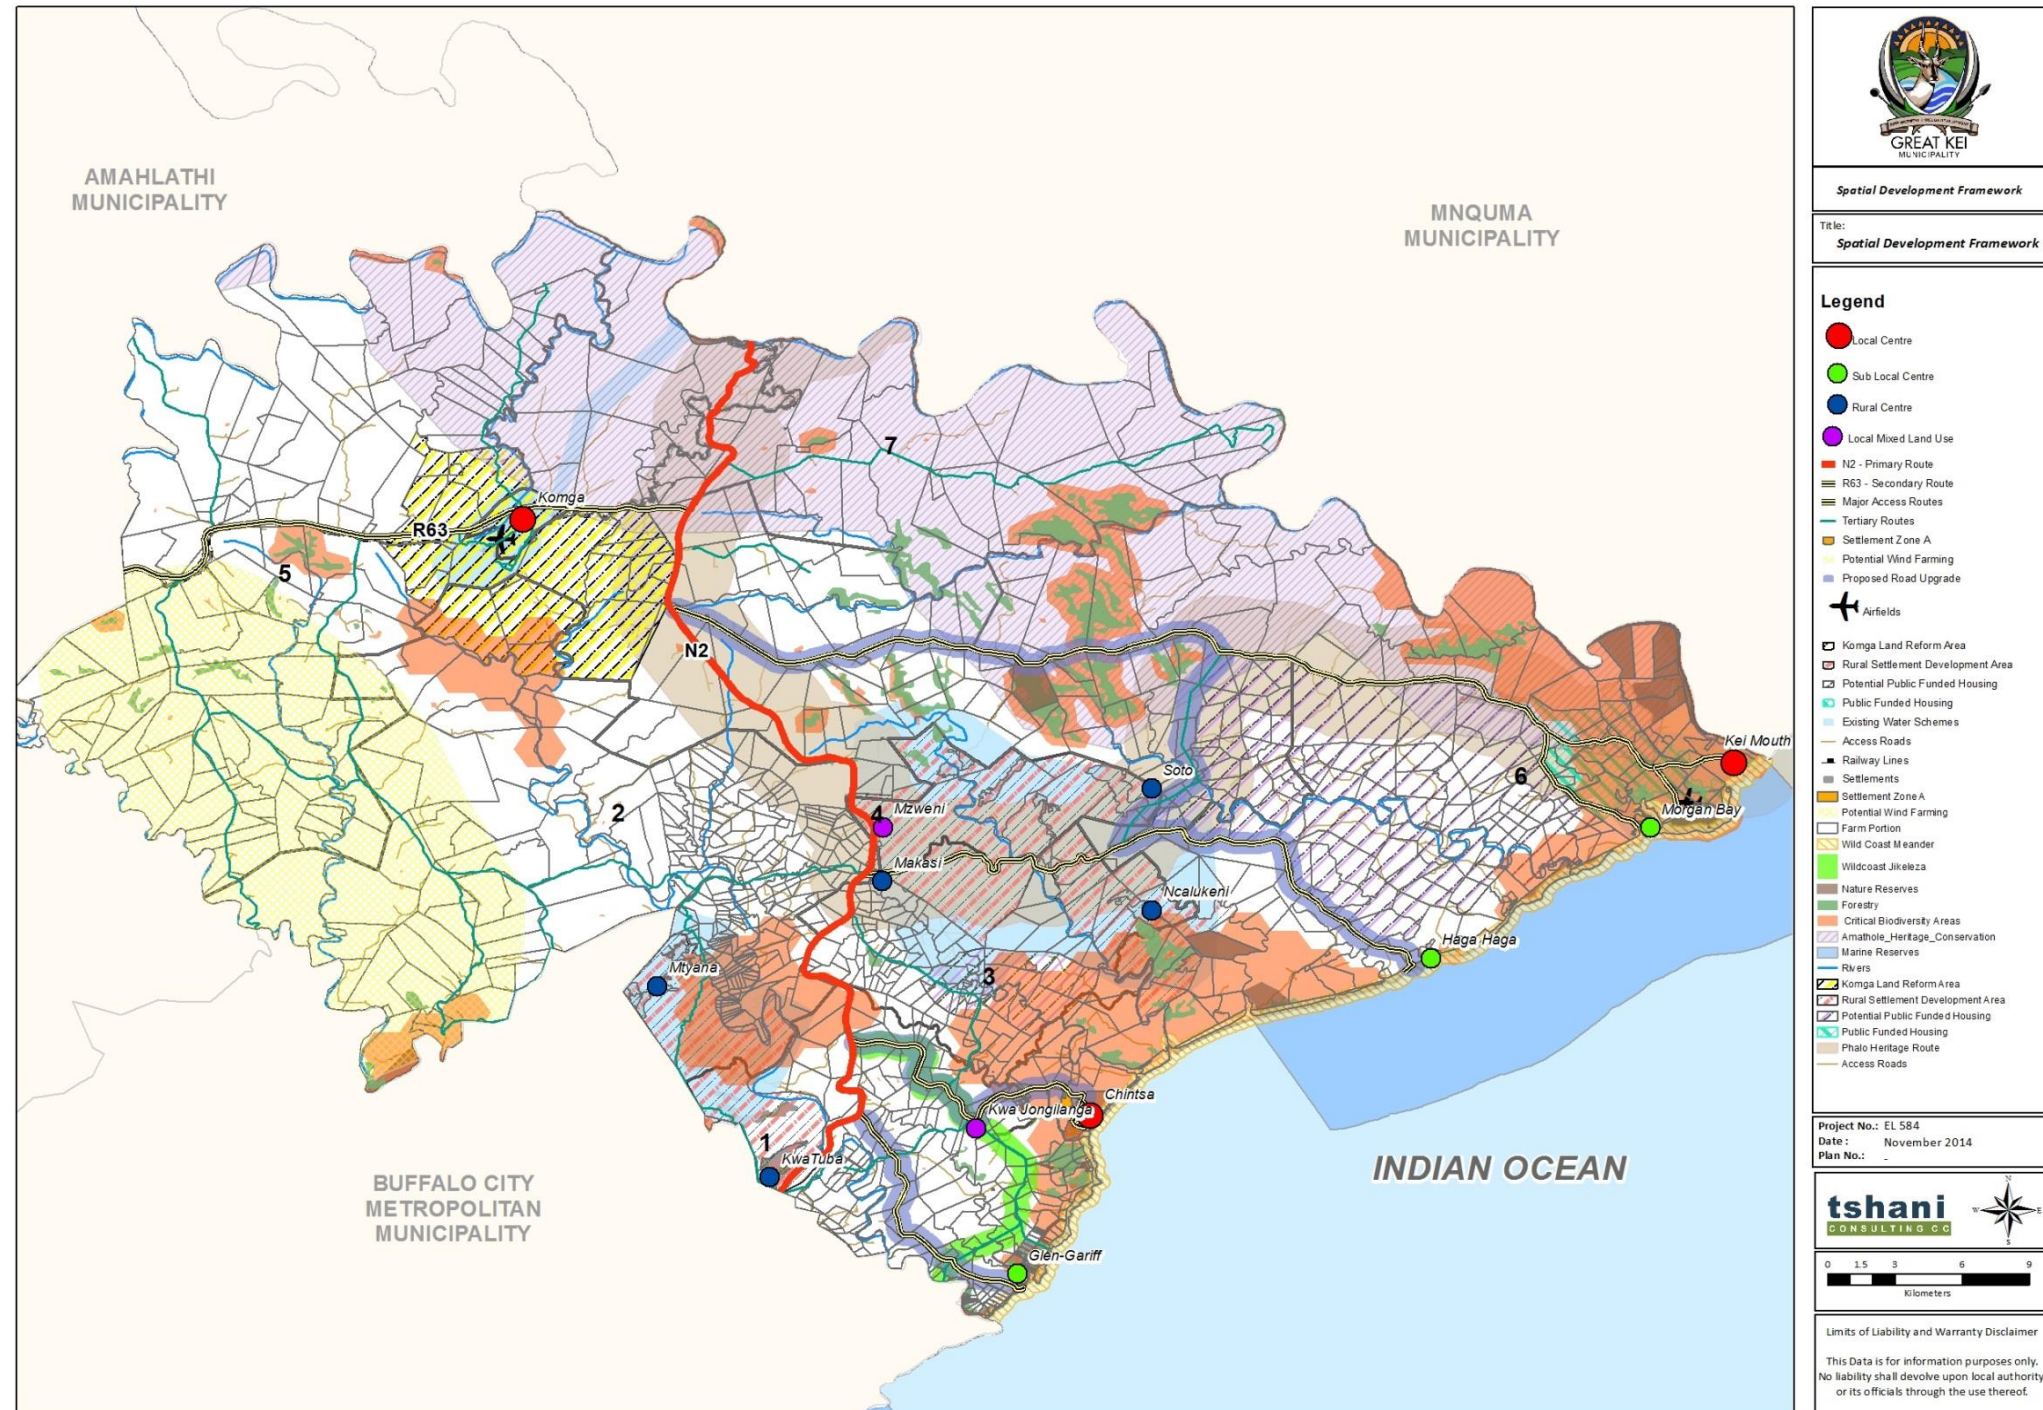 AMAHLATHI
MUNICIPALITY
MNQUMA
MUNICIPALITY
7
Komga
R63
5
N2
Kei Mouth
Soto
6
Morgan Bay
2
Mzweni
4
Makasi
Ncalukeni
Haga Haga
Mtyana
3
Chintsa
Kwa Jongilanga
1
KwaTuba
INDIAN OCEAN
BUFFALO CITY
METROPOLITAN
MUNICIPALITY
Glen-Gariff
GREAT KEI
MUNICIPALITY
Spatial Development Framework
Title:
Spatial Development Framework
Legend
Local Centre
Sub Local Centre
Rural Centre
Local Mixed Land Use
N2 - Primary Route
R63 - Secondary Route
Major Access Routes
Tertiary Routes
Settlement Zone A
Potential Wind Farming
Proposed Road Upgrade
Airfields
Komga Land Reform Area
Rural Settlement Development Area
Potential Public Funded Housing
Public Funded Housing
Existing Water Schemes
Access Roads
Railway Lines
Settlements
Settlement Zone A
Potential Wind Farming
Farm Portion
Wild Coast Meander
Wildcoast Jikeleza
Nature Reserves
Forestry
Critical Biodiversity Areas
Amathole_Heritage_Conservation
Marine Reserves
Rivers
Komga Land Reform Area
Rural Settlement Development Area
Potential Public Funded Housing
Public Funded Housing
Phalo Heritage Route
Access Roads
Project No.: EL 584
Date : November 2014
Plan No.: -
tshani
CONSULTING CC
N
W E
S
0 1.5 3 6 9
Kilometers
Limits of Liability and Warranty Disclaimer
This Data is for information purposes only.
No liability shall devolve upon local authority
or its officials through the use thereof.